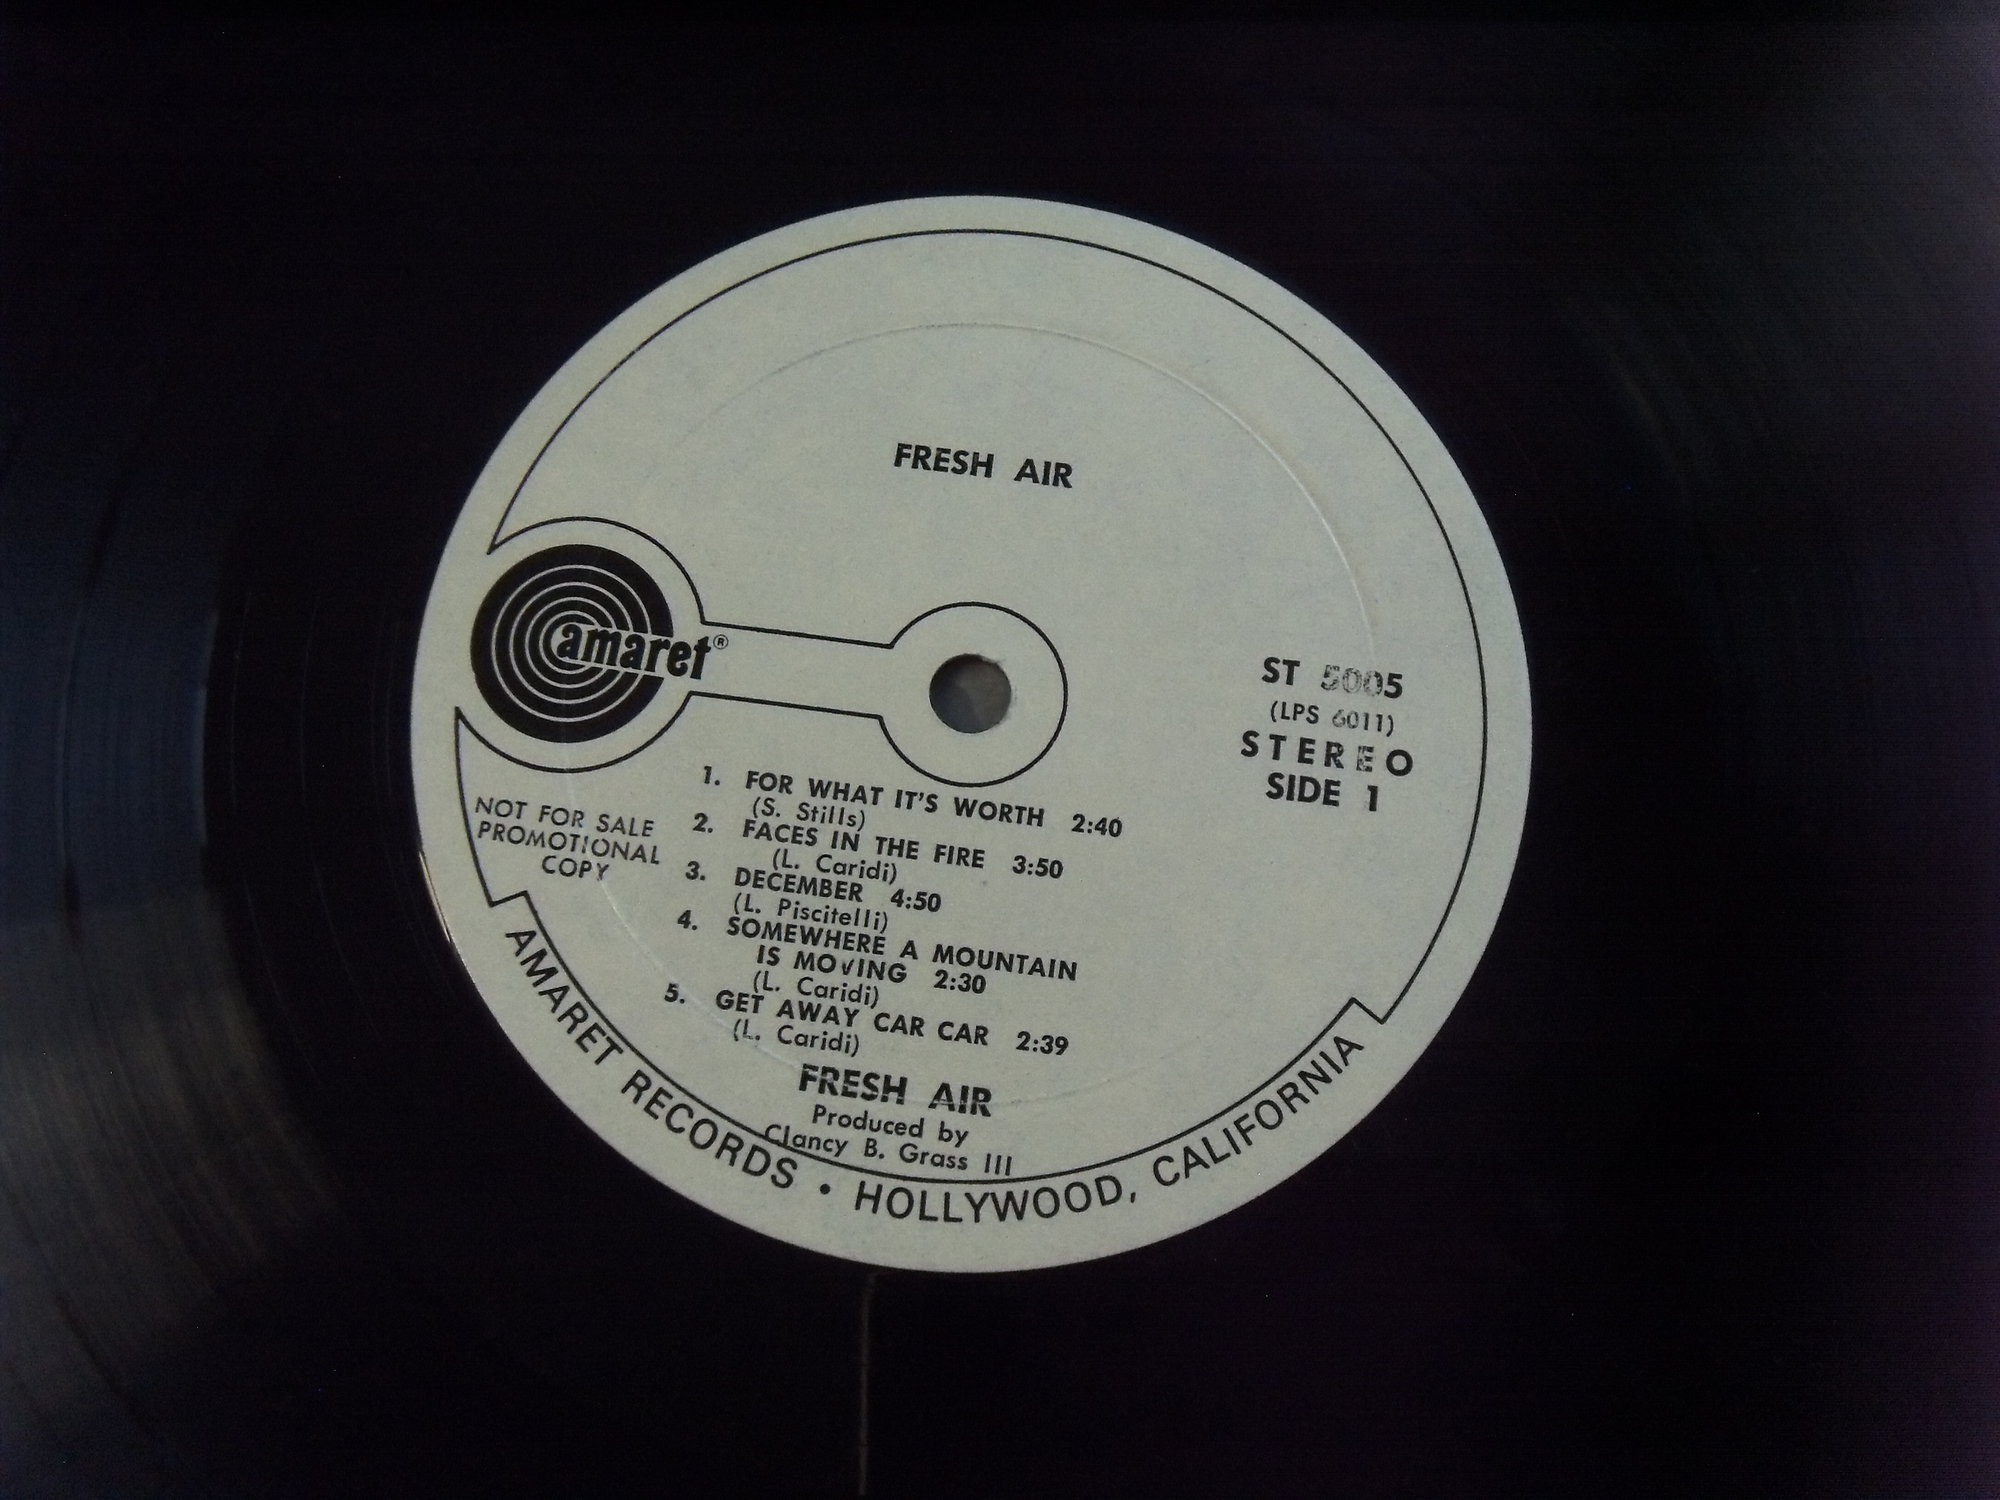 FRESH AIR
amaret®
ST 5005
(LPS 6011)
STEREO
SIDE 1
NOT FOR SALE
PROMOTIONAL
COPY
1. FOR WHAT IT'S WORTH 2:40
(S. Stills)
2. FACES IN THE FIRE 3:50
(L. Caridi)
3. DECEMBER 4:50
(L. Piscitelli)
4. SOMEWHERE A MOUNTAIN
IS MOVING 2:30
(L. Caridi)
5. GET AWAY CAR CAR 2:39
(L. Caridi)
FRESH AIR
Produced by
Clancy B. Grass III
AMARET RECORDS • HOLLYWOOD, CALIFORNIA